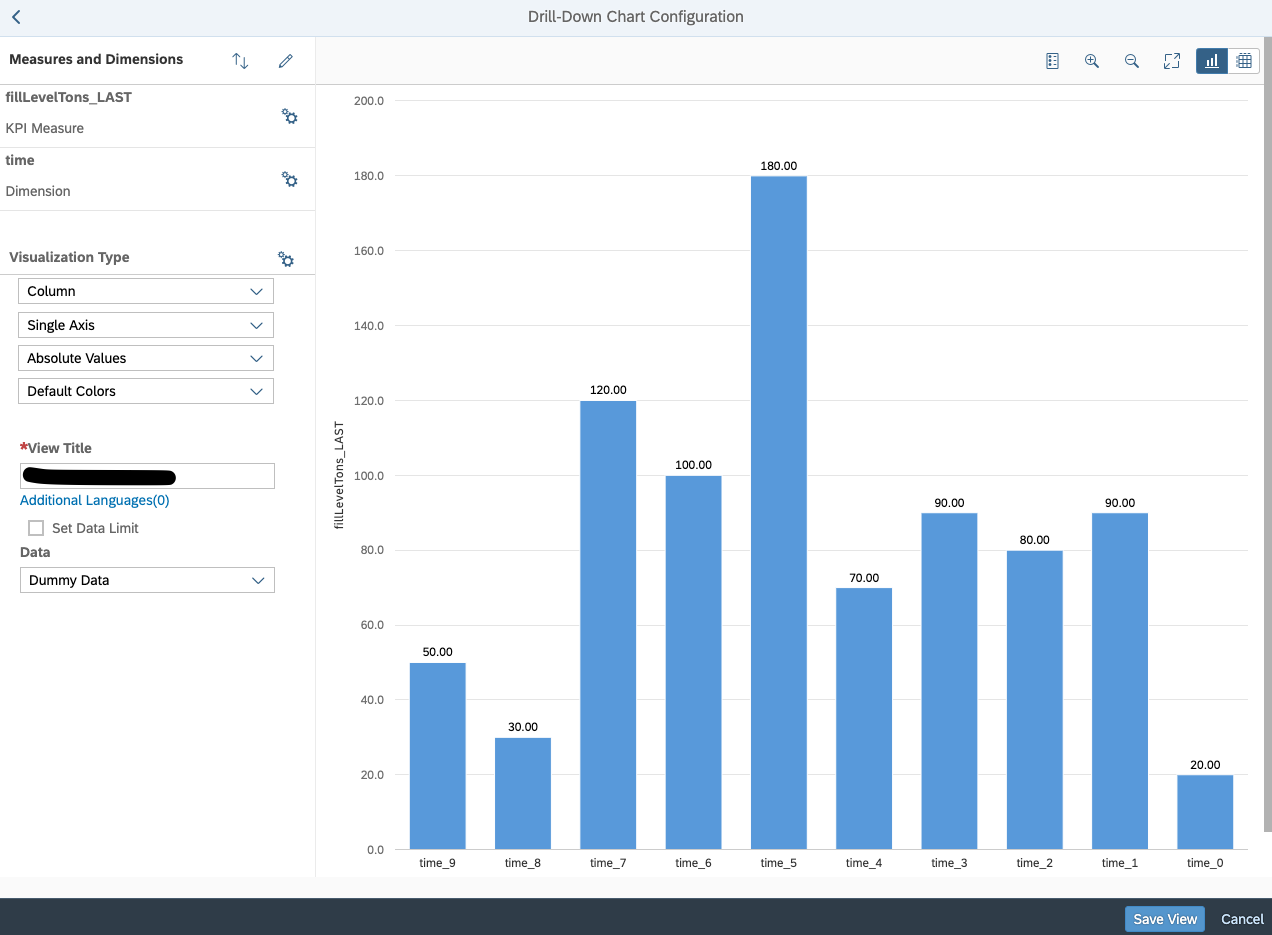 Drill-Down Chart Configuration
Measures and Dimensions
fillLevelTons_LAST
KPI Measure
time
Dimension
Visualization Type
Column
Single Axis
Absolute Values
Default Colors
*View Title
Additional Languages(0)
Set Data Limit
Data
Dummy Data
fillLevelTons_LAST
200.0
180.0
160.0
140.0
120.0
100.0
80.0
60.0
40.0
20.0
0.0
50.00
30.00
120.00
100.00
180.00
70.00
90.00
80.00
90.00
20.00
time_9
time_8
time_7
time_6
time_5
time_4
time_3
time_2
time_1
time_0
Save View
Cancel